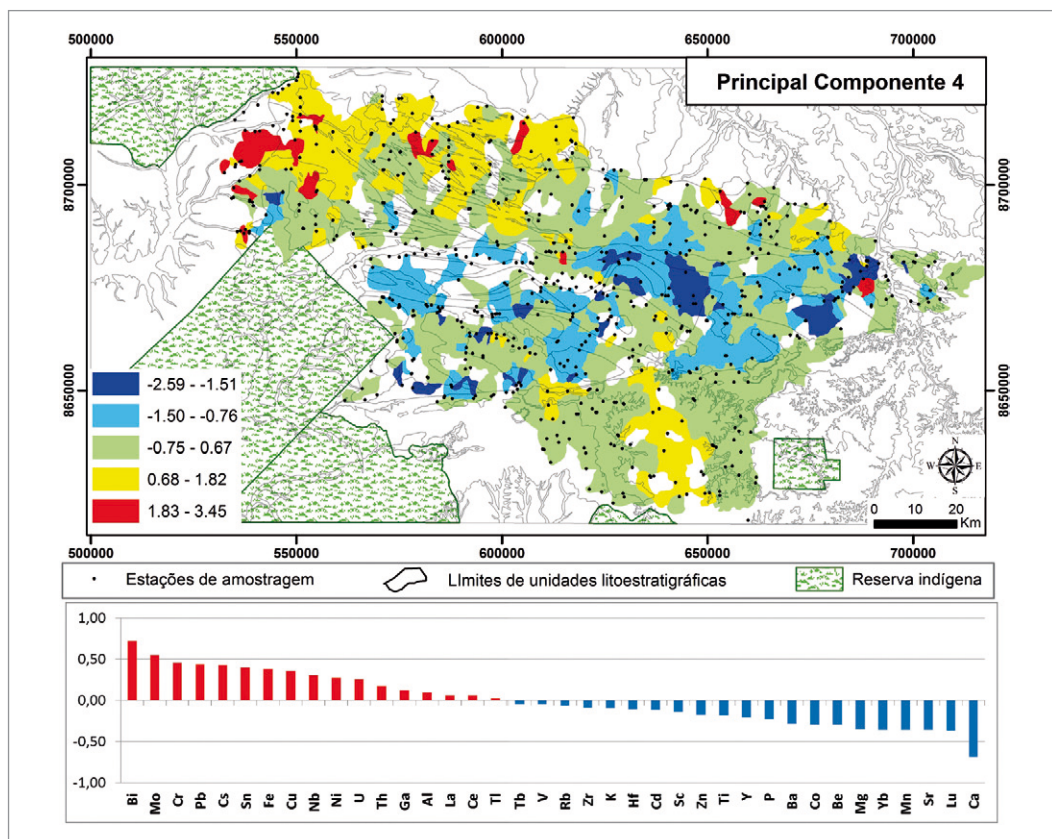 500000 550000 600000 650000 700000
Principal Componente 4
8700000 8700000
8650000 8650000
-2.59 - -1.51
-1.50 - -0.76
-0.75 - 0.67
0.68 - 1.82
1.83 - 3.45
N
W E
S
0 10 20
Km
500000 550000 600000 650000 700000
Estações de amostragem LImites de unidades litoestratigráficas Reserva indígena
1,00
0,50
0,00
-0,50
-1,00
Bi Mo Cr Pb Cs Sn Fe Cu Nb Ni U Th Ga Al La Ce Tl Tb V Rb Zr K Hf Cd Sc Zn Ti Y P Ba Co Be Mg Yb Mn Sr Lu Ca